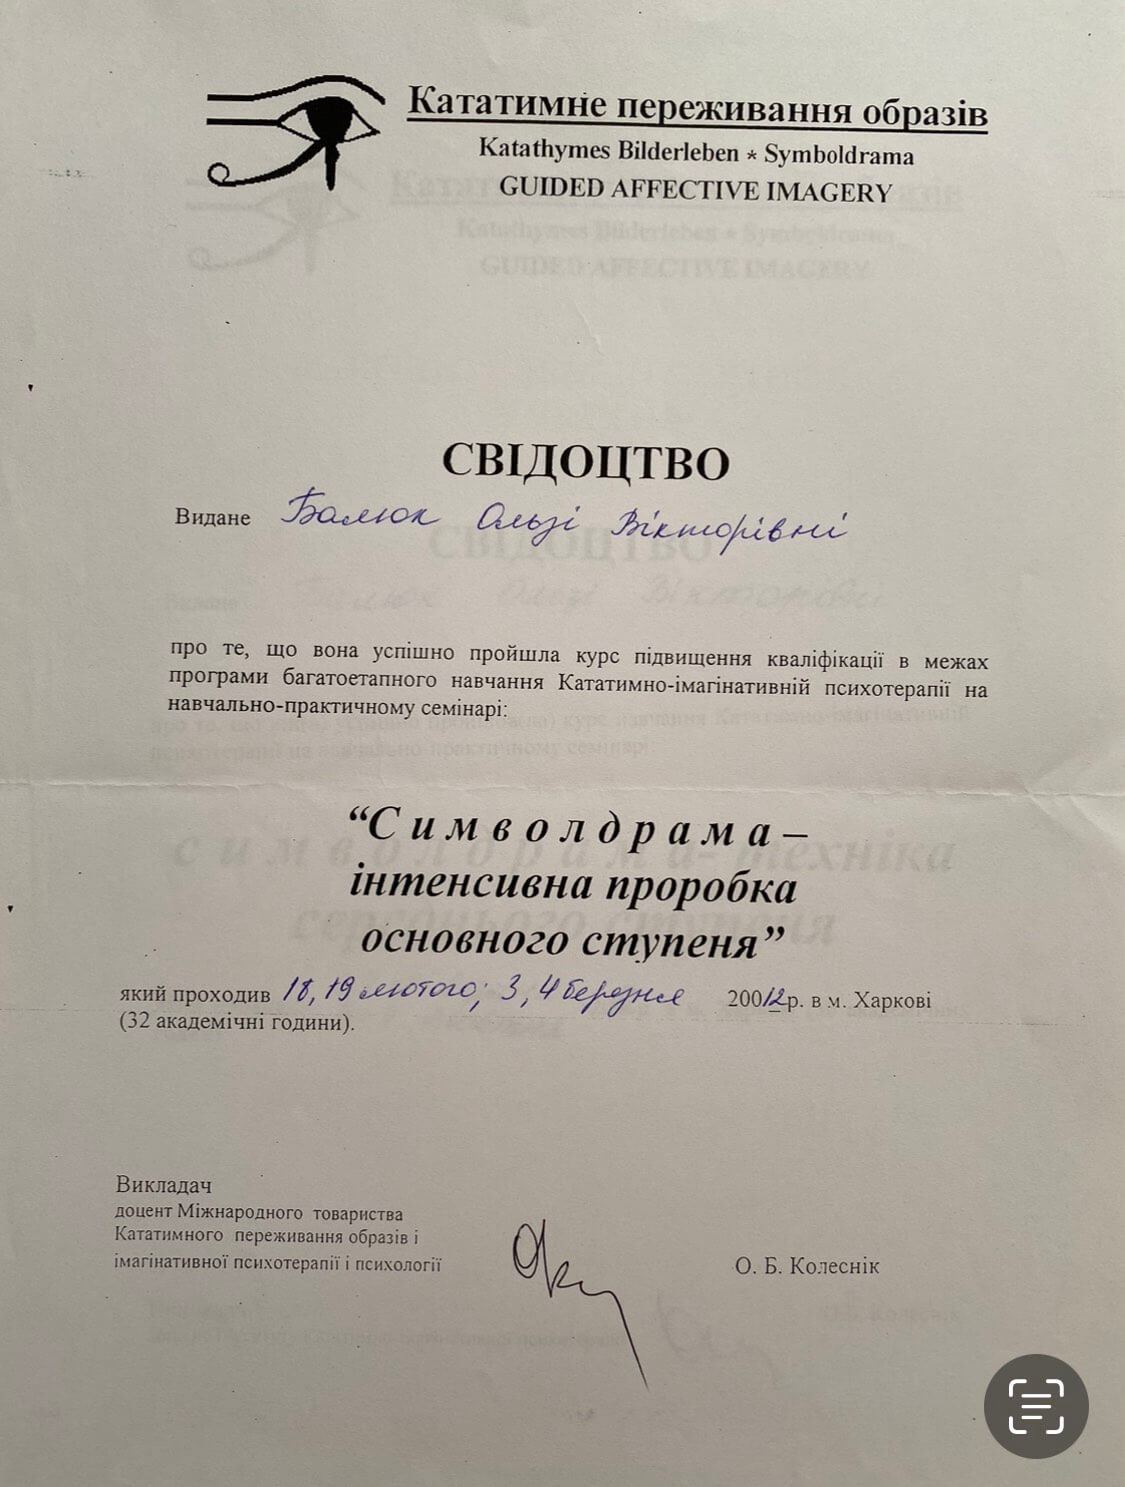 Кататимне переживання образів
Katathymes Bilderleben * Symboldrama
GUIDED AFFECTIVE IMAGERY
СВІДОЦТВО
Видане Балюк Ользі Вікторівні
про те, що вона успішно пройшла курс підвищення кваліфікації в межах
програми багатоетапного навчання Кататимно-імагінативній психотерапії на
навчально-практичному семінарі:
“Символдрама –
інтенсивна проробка
основного ступеня”
який проходив 18, 19 лютого; 3, 4 березня 20012р. в м. Харкові
(32 академічні години).
Викладач
доцент Міжнародного товариства
Кататимного переживання образів і
імагінативної психотерапії і психології
О. Б. Колеснік